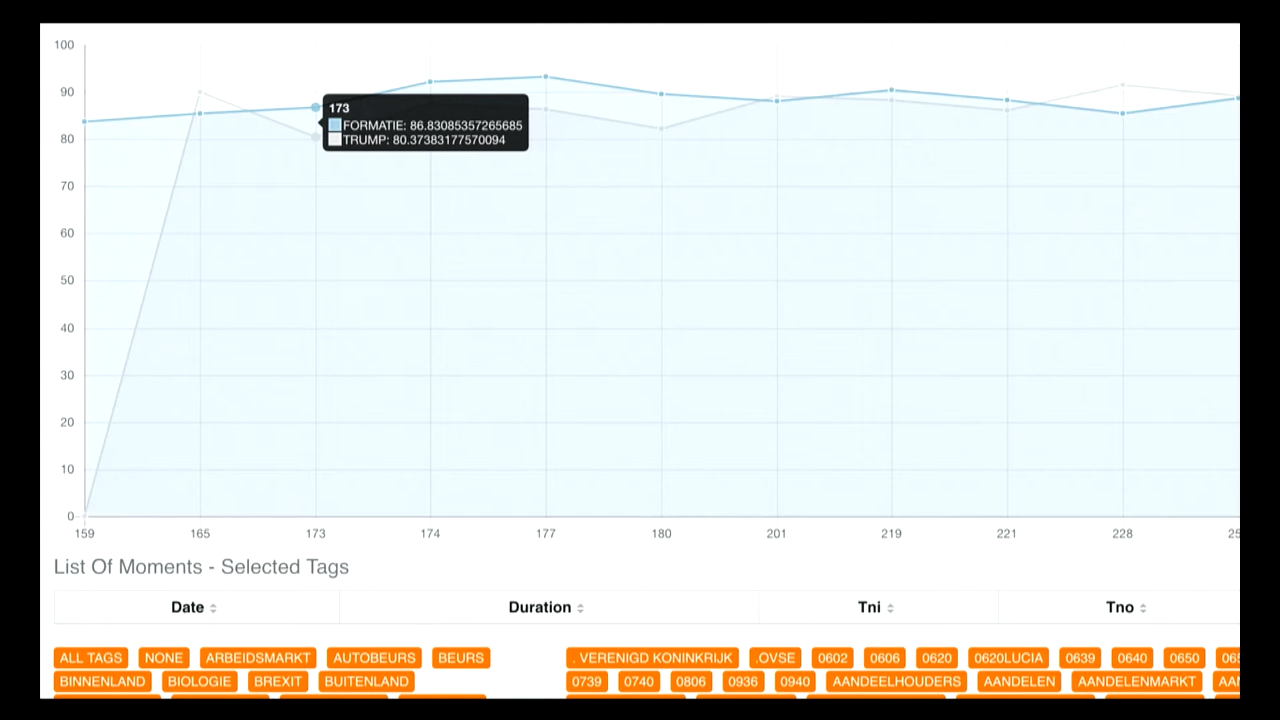 100
90
80
70
60
50
40
30
20
10
0
173
FORMATIE: 86.83085357265685
TRUMP: 80.37383177570094
159 165 173 174 177 180 201 219 221 228
List Of Moments - Selected Tags
Date Duration Tni Tno
ALL TAGS NONE ARBEIDSMARKT AUTOBEURS BEURS . VERENIGD KONINKRIJK .OVSE 0602 0606 0620 0620LUCIA 0639 0640 0650
BINNENLAND BIOLOGIE BREXIT BUITENLAND 0739 0740 0806 0936 0940 AANDEELHOUDERS AANDELEN AANDELENMARKT